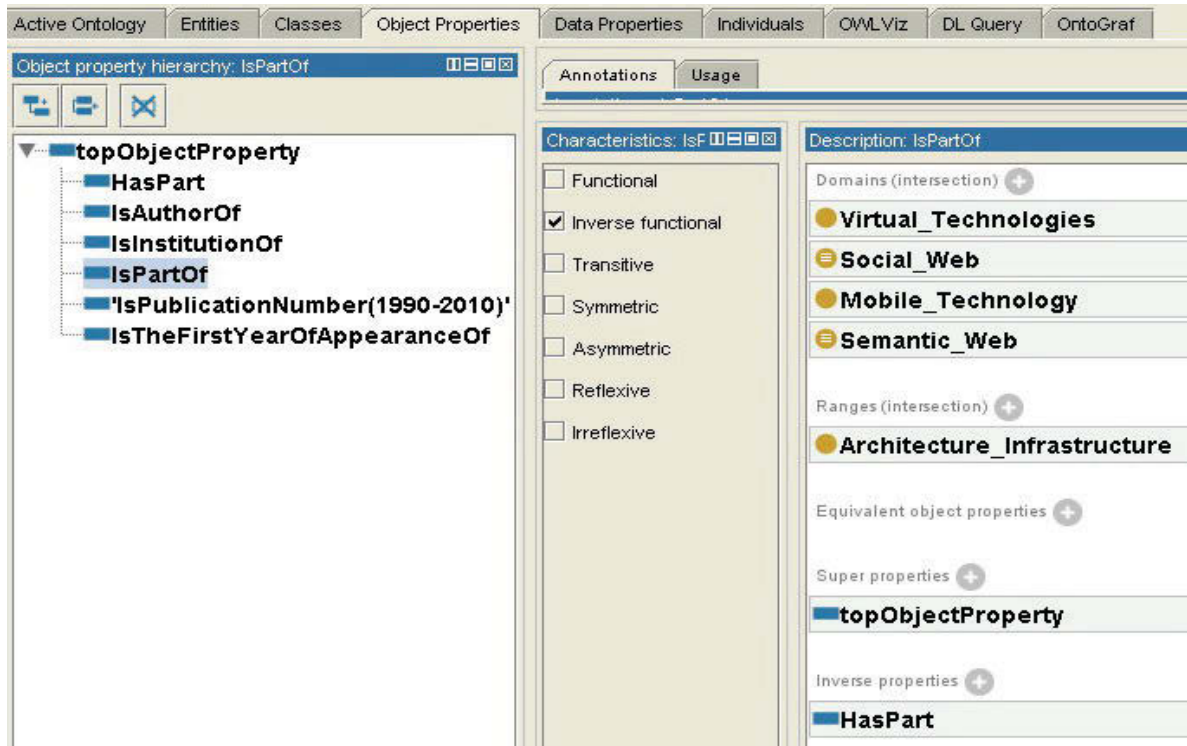 Active Ontology Entities Classes Object Properties Data Properties Individuals OWLViz DL Query OntoGraf
Object property hierarchy: IsPartOf
topObjectProperty
HasPart
IsAuthorOf
IsInstitutionOf
IsPartOf
'IsPublicationNumber(1990-2010)'
IsTheFirstYearOfAppearanceOf
Annotations Usage
Characteristics: IsF
Functional
Inverse functional
Transitive
Symmetric
Asymmetric
Reflexive
Irreflexive
Description: IsPartOf
Domains (intersection)
Virtual_Technologies
Social_Web
Mobile_Technology
Semantic_Web
Ranges (intersection)
Architecture_Infrastructure
Equivalent object properties
Super properties
topObjectProperty
Inverse properties
HasPart